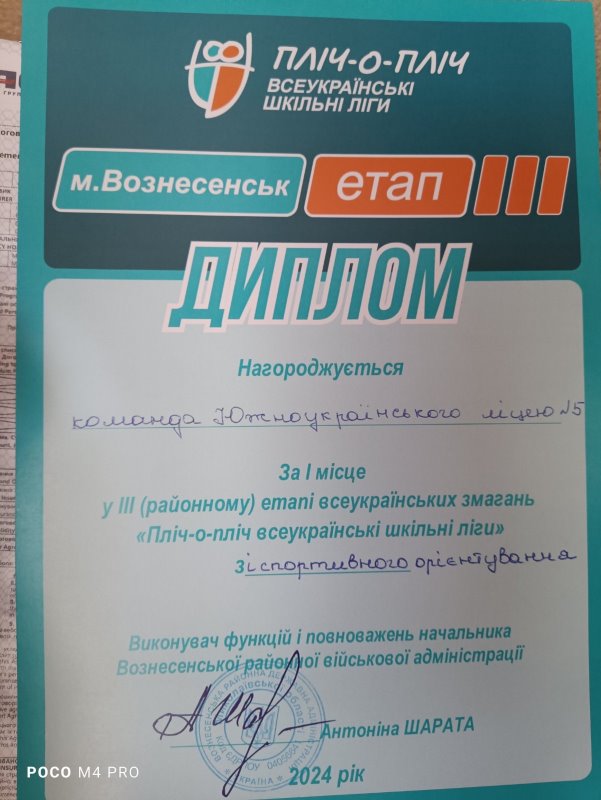 ПЛІЧ-О-ПЛІЧ
ВСЕУКРАЇНСЬКІ
ШКІЛЬНІ ЛІГИ
м.Вознесенськ етап III
ДИПЛОМ
Нагороджується
команда Южноукраїнського ліцею №5
За І місце
у ІІІ (районному) етапі всеукраїнських змагань
«Пліч-о-пліч всеукраїнські шкільні ліги»
Зі спортивного орієнтування
Виконувач функцій і повноважень начальника
Вознесенської районної військової адміністрації
Антоніна ШАРАТА
2024 рік
POCO M4 PRO